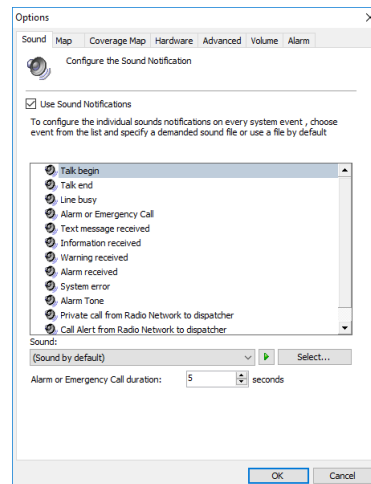 Options
Sound Map Coverage Map Hardware Advanced Volume Alarm
Configure the Sound Notification
Use Sound Notifications
To configure the individual sounds notifications on every system event , choose
event from the list and specify a demanded sound file or use a file by default
Talk begin
Talk end
Line busy
Alarm or Emergency Call
Text message received
Information received
Warning received
Alarm received
System error
Alarm Tone
Private call from Radio Network to dispatcher
Call Alert from Radio Network to dispatcher
Sound:
(Sound by default) Select...
Alarm or Emergency Call duration: 5 seconds
OK Cancel